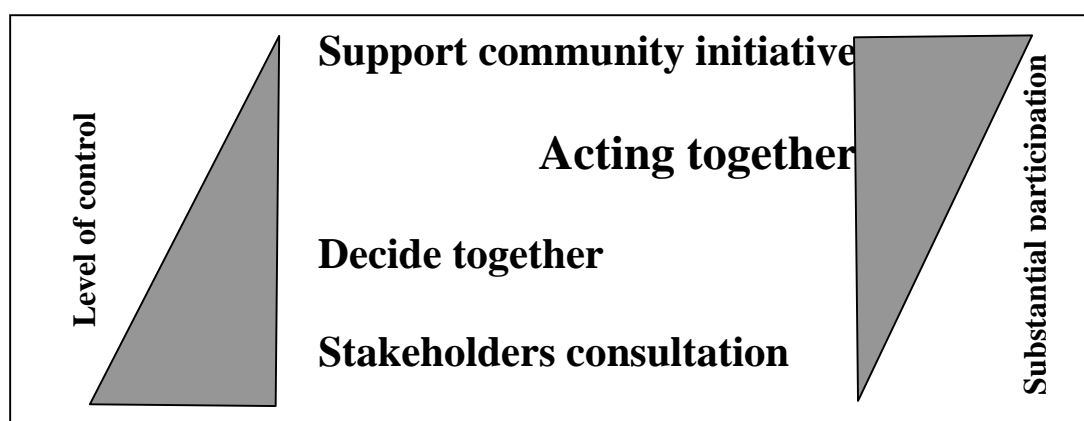 Support community initiative
Acting together
Decide together
Stakeholders consultation
Level of control
Substantial participation